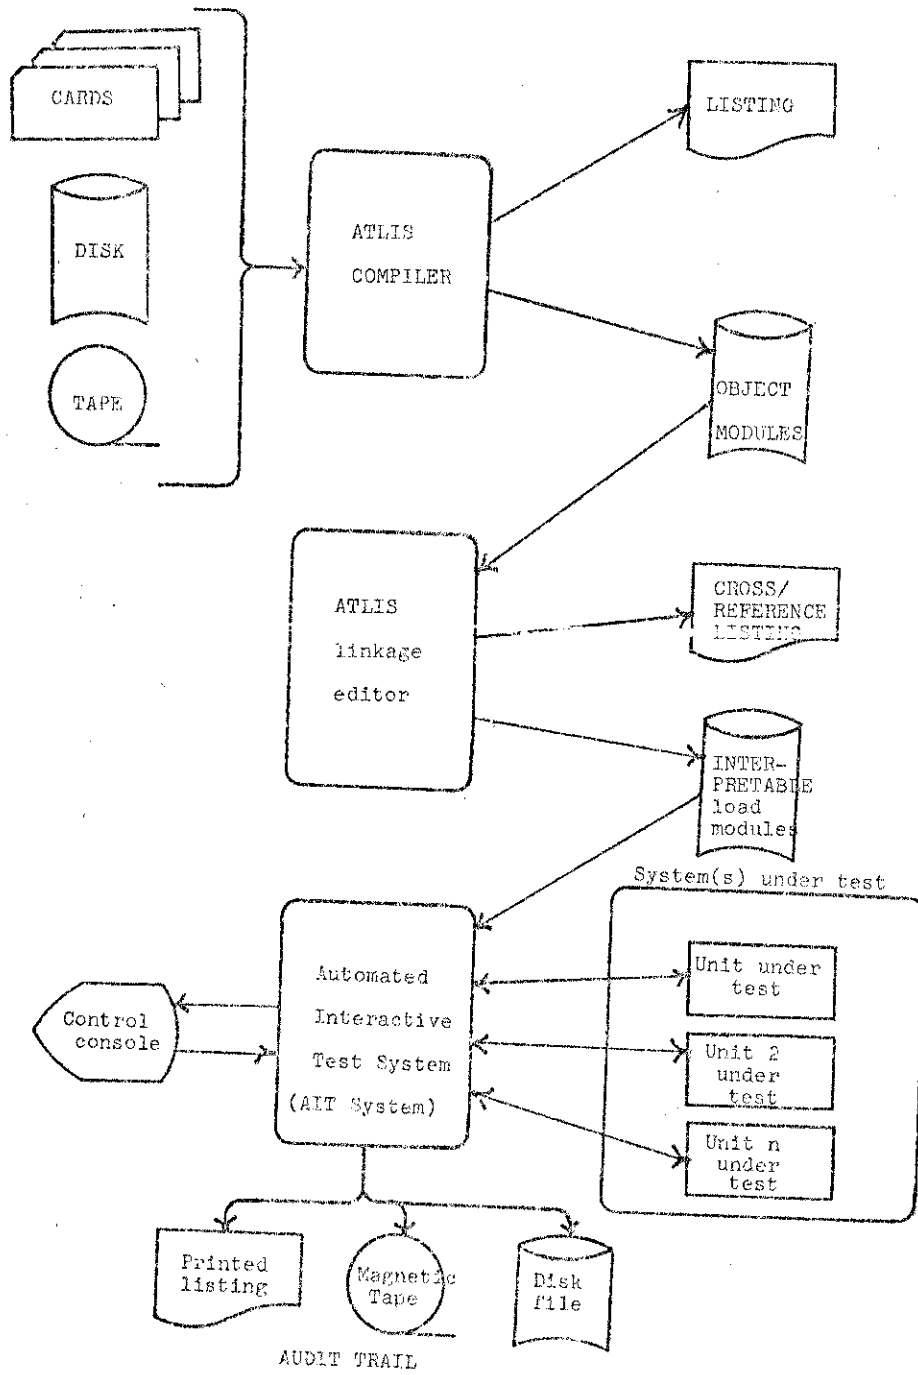 CARDS
DISK
TAPE
ATLIS
COMPILER
LISTING
OBJECT
MODULES
ATLIS
linkage
editor
CROSS/
REFERENCE
LISTING
INTER-
PRETABLE
load
modules
System(s) under test
Automated
Interactive
Test System
(AIT System)
Control
console
Unit under
test
Unit 2
under
test
Unit n
under
test
Printed
listing
Magnetic
Tape
Disk
file
AUDIT TRAIL